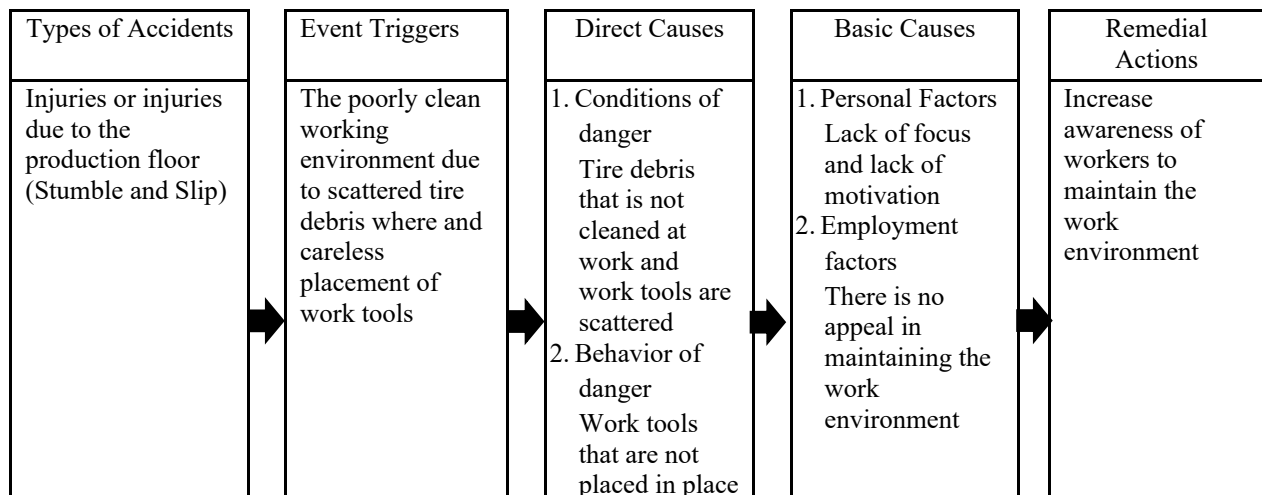 Types of Accidents
Injuries or injuries
due to the
production floor
(Stumble and Slip)
Event Triggers
The poorly clean
working
environment due
to scattered tire
debris where and
careless
placement of
work tools
Direct Causes
1. Conditions of
danger
Tire debris
that is not
cleaned at
work and
work tools are
scattered
2. Behavior of
danger
Work tools
that are not
placed in place
Basic Causes
1. Personal Factors
Lack of focus
and lack of
motivation
2. Employment
factors
There is no
appeal in
maintaining the
work
environment
Remedial
Actions
Increase
awareness of
workers to
maintain the
work
environment